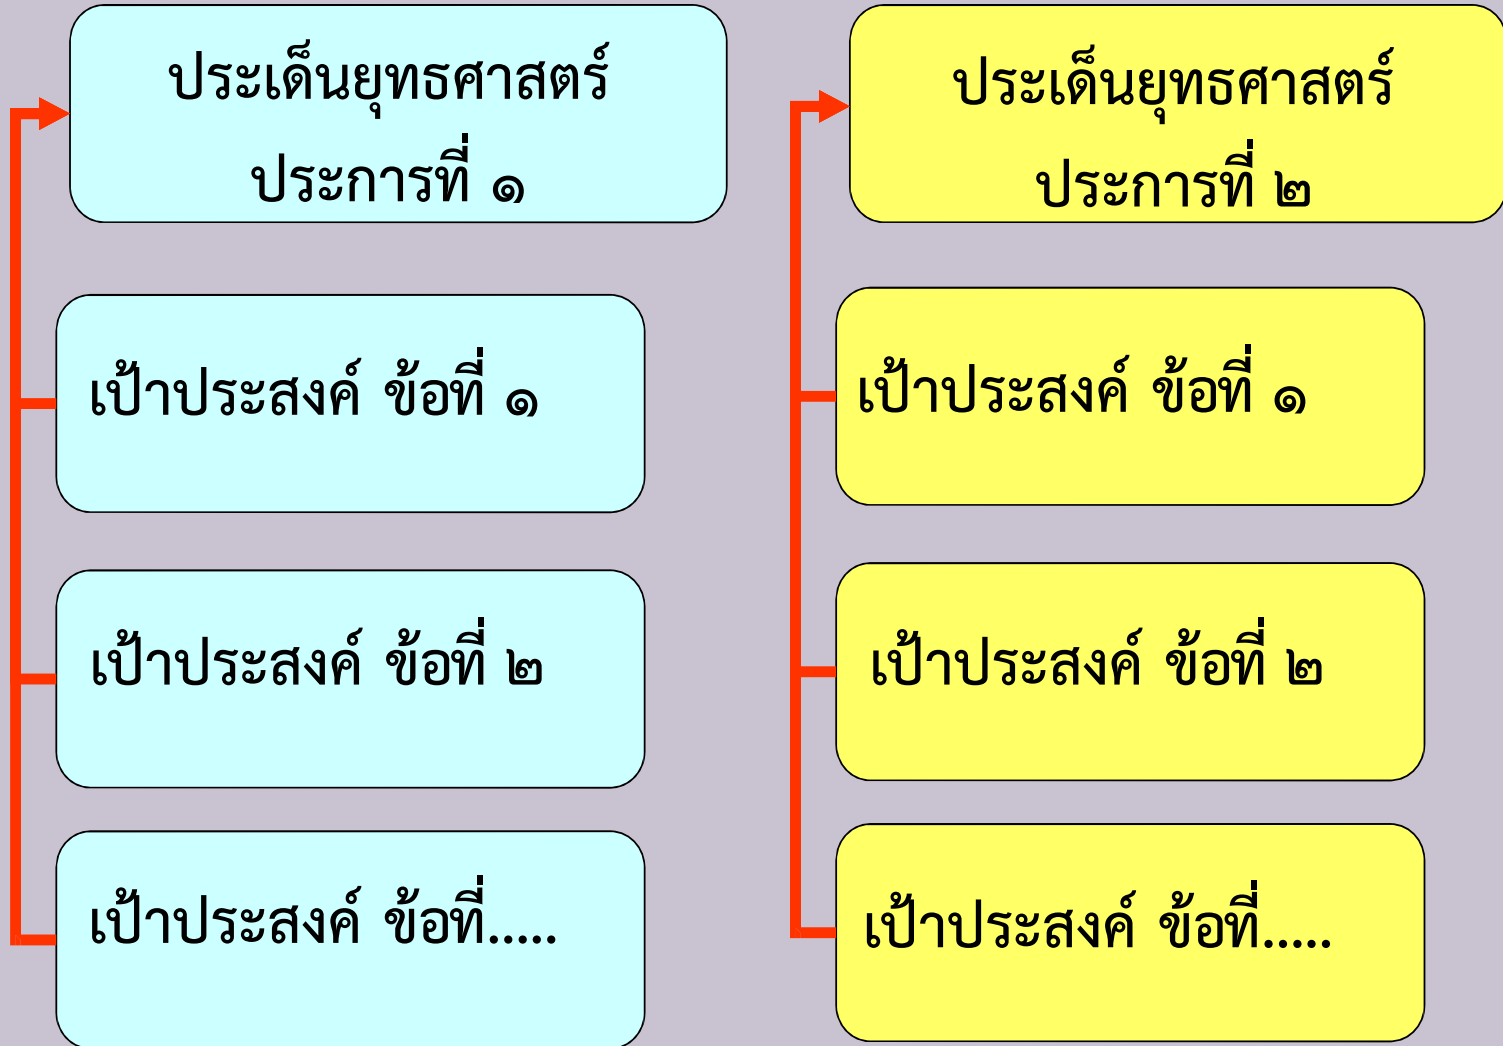 ประเด็นยุทธศาสตร์
ประการที่ ๑
เป้าประสงค์ ข้อที่ ๑
เป้าประสงค์ ข้อที่ ๒
เป้าประสงค์ ข้อที่.....
ประเด็นยุทธศาสตร์
ประการที่ ๒
เป้าประสงค์ ข้อที่ ๑
เป้าประสงค์ ข้อที่ ๒
เป้าประสงค์ ข้อที่.....